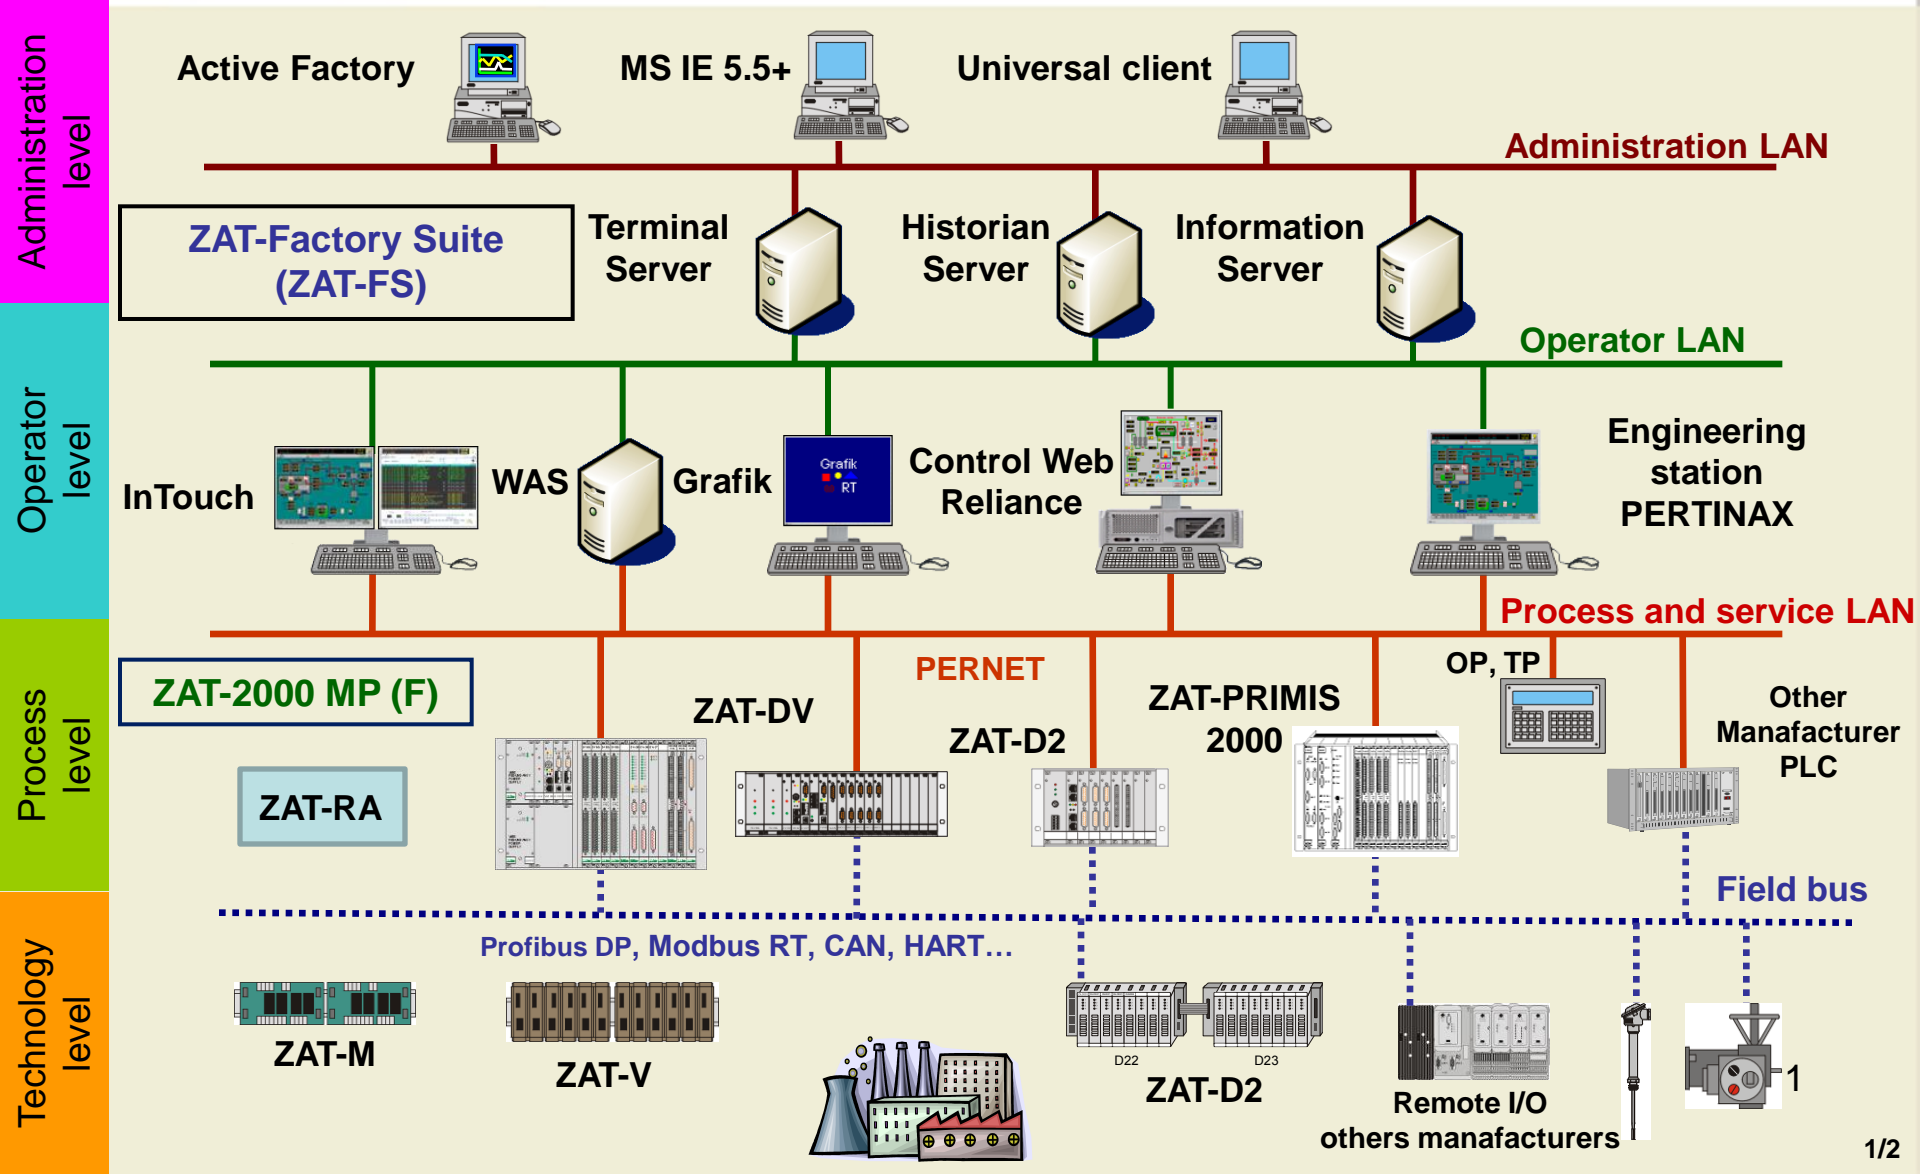 Administration
level
Active Factory
MS IE 5.5+
Universal client
Administration LAN
ZAT-Factory Suite
(ZAT-FS)
Terminal
Server
Historian
Server
Information
Server
Operator LAN
Operator
level
InTouch
WAS
Grafik
Grafik
RT
Control Web
Reliance
Engineering
station
PERTINAX
Process and service LAN
Process
level
ZAT-2000 MP (F)
PERNET
OP, TP
ZAT-DV
ZAT-D2
ZAT-PRIMIS
2000
Other
Manafacturer
PLC
ZAT-RA
Field bus
Technology
level
Profibus DP, Modbus RT, CAN, HART...
ZAT-M
ZAT-V
D22
D23
ZAT-D2
Remote I/O
others manafacturers
1
1/2